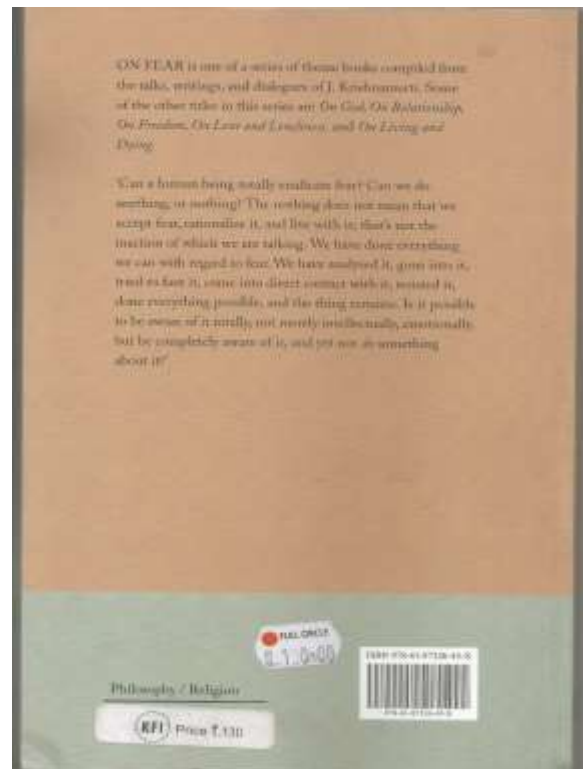 ON FEAR is one of a series of theme books compiled from
the talks, writings, and dialogues of J. Krishnamurti. Some
of the other titles in this series are On God, On Relationship,
On Freedom, On Love and Loneliness, and On Living and
Dying.
'Can a human being totally eradicate fear? Can we do
anything, or nothing? The nothing does not mean that we
accept fear, rationalize it, and live with it; that's not the
inaction of which we are talking. We have done everything
we can with regard to fear. We have analysed it, gone into it,
tried to face it, come into direct contact with it, resisted it,
done everything possible, and the thing remains. Is it possible
to be aware of it totally, not merely intellectually, emotionally,
but be completely aware of it, and yet not do something
about it?'
FULL CIRCLE
Philosophy / Religion
KFI Price ₹.130